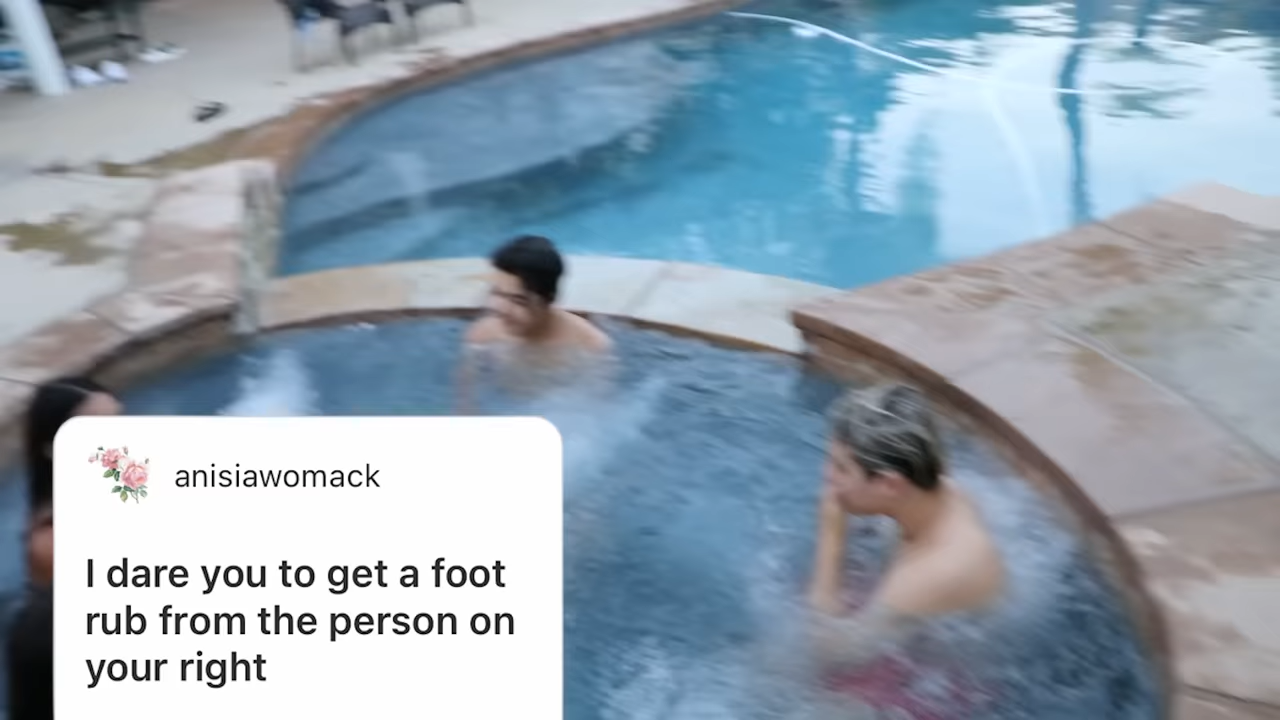 anisiawomack
I dare you to get a foot
rub from the person on
your right